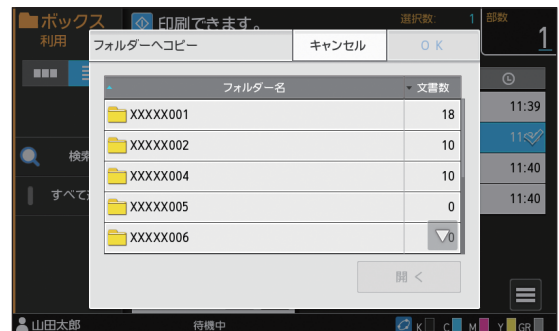 ボックス
利用
印刷できます。
選択数: 1
部数
1
フォルダーへコピー
キャンセル
OK
フォルダー名
文書数
XXXXX001 18
XXXXX002 10
XXXXX004 10
XXXXX005 0
XXXXX006 0
開く
検索
すべて
11:39
11:40
11:40
山田太郎
待機中
K C M Y GR